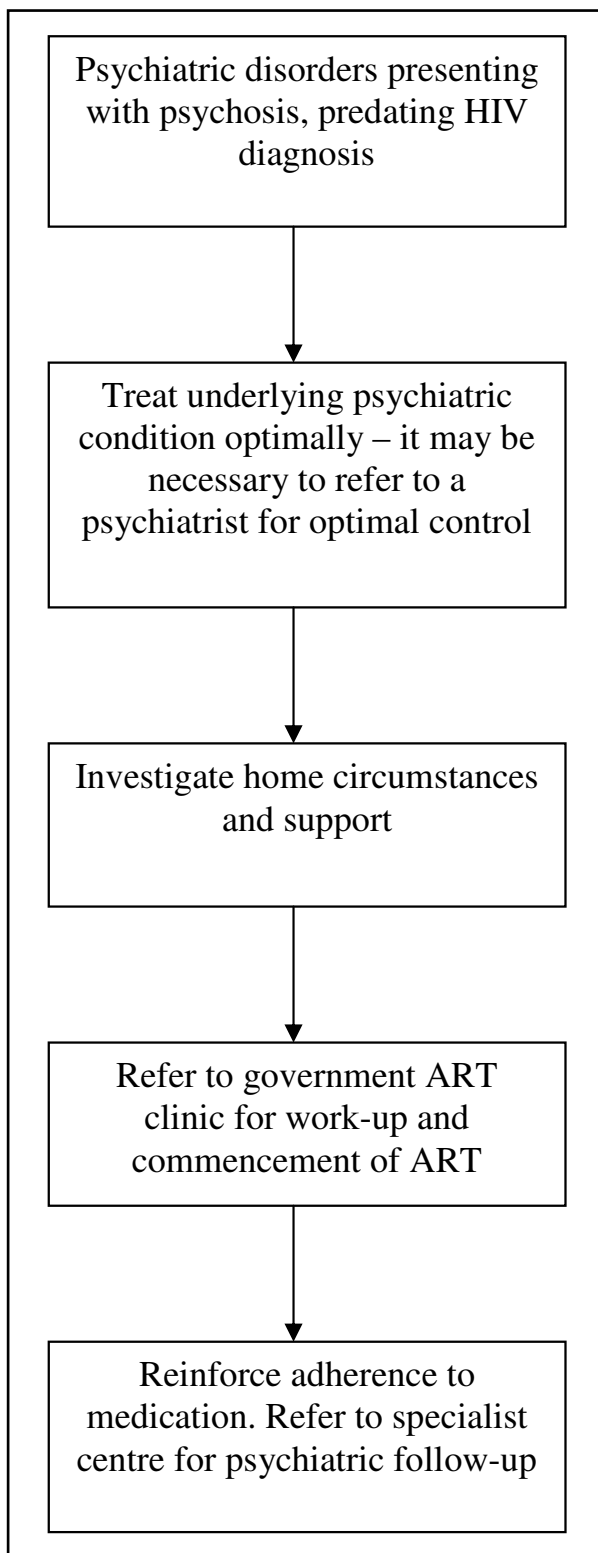 Psychiatric disorders presenting
with psychosis, predating HIV
diagnosis
Treat underlying psychiatric
condition optimally – it may be
necessary to refer to a
psychiatrist for optimal control
Investigate home circumstances
and support
Refer to government ART
clinic for work-up and
commencement of ART
Reinforce adherence to
medication. Refer to specialist
centre for psychiatric follow-up